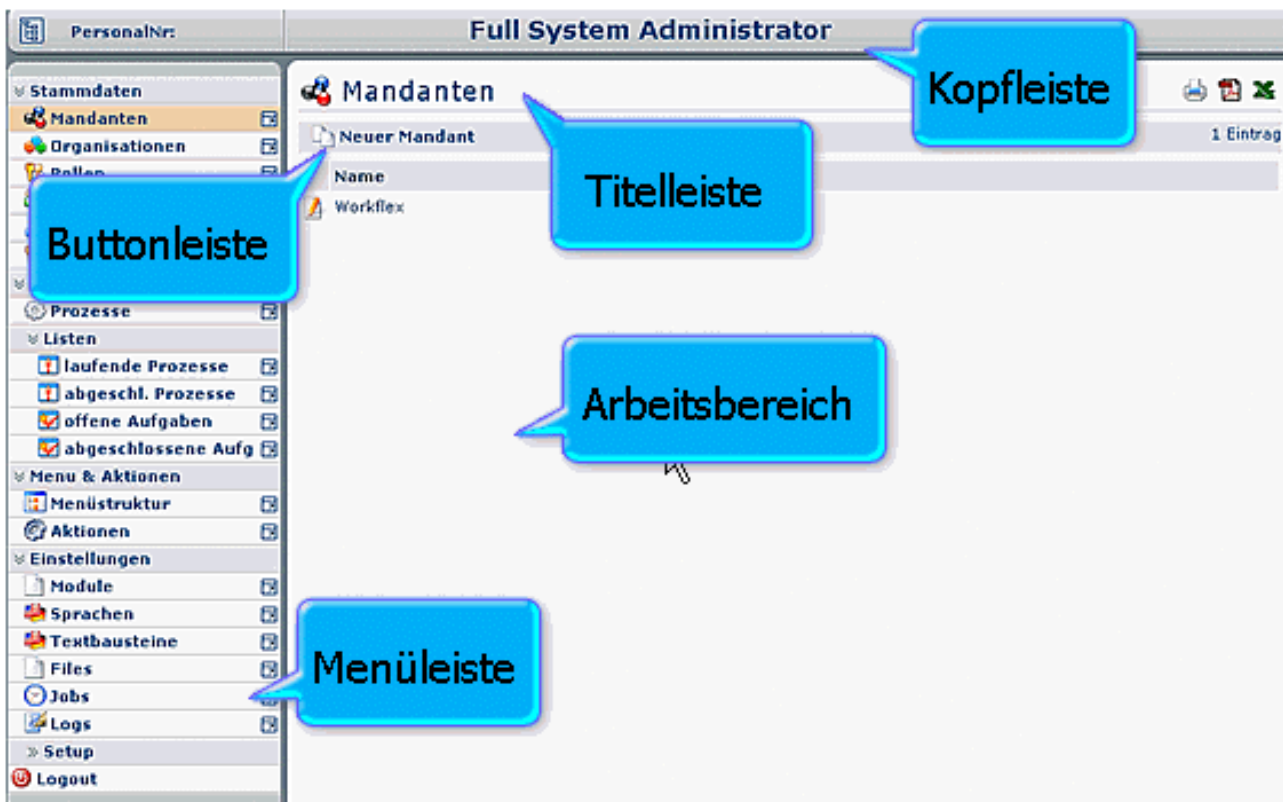 PersonalNr:
Full System Administrator
Kopfleiste
Stammdaten
Mandanten
Organisationen
Rollen
Buttonleiste
Prozesse
Listen
laufende Prozesse
abgeschl. Prozesse
offene Aufgaben
abgeschlossene Aufg
Menu & Aktionen
Menüstruktur
Aktionen
Einstellungen
Module
Sprachen
Textbausteine
Files
Jobs
Logs
Setup
Logout
Menüleiste
Mandanten
Neuer Mandant
1 Eintrag
Name
Workflex
Titelleiste
Arbeitsbereich